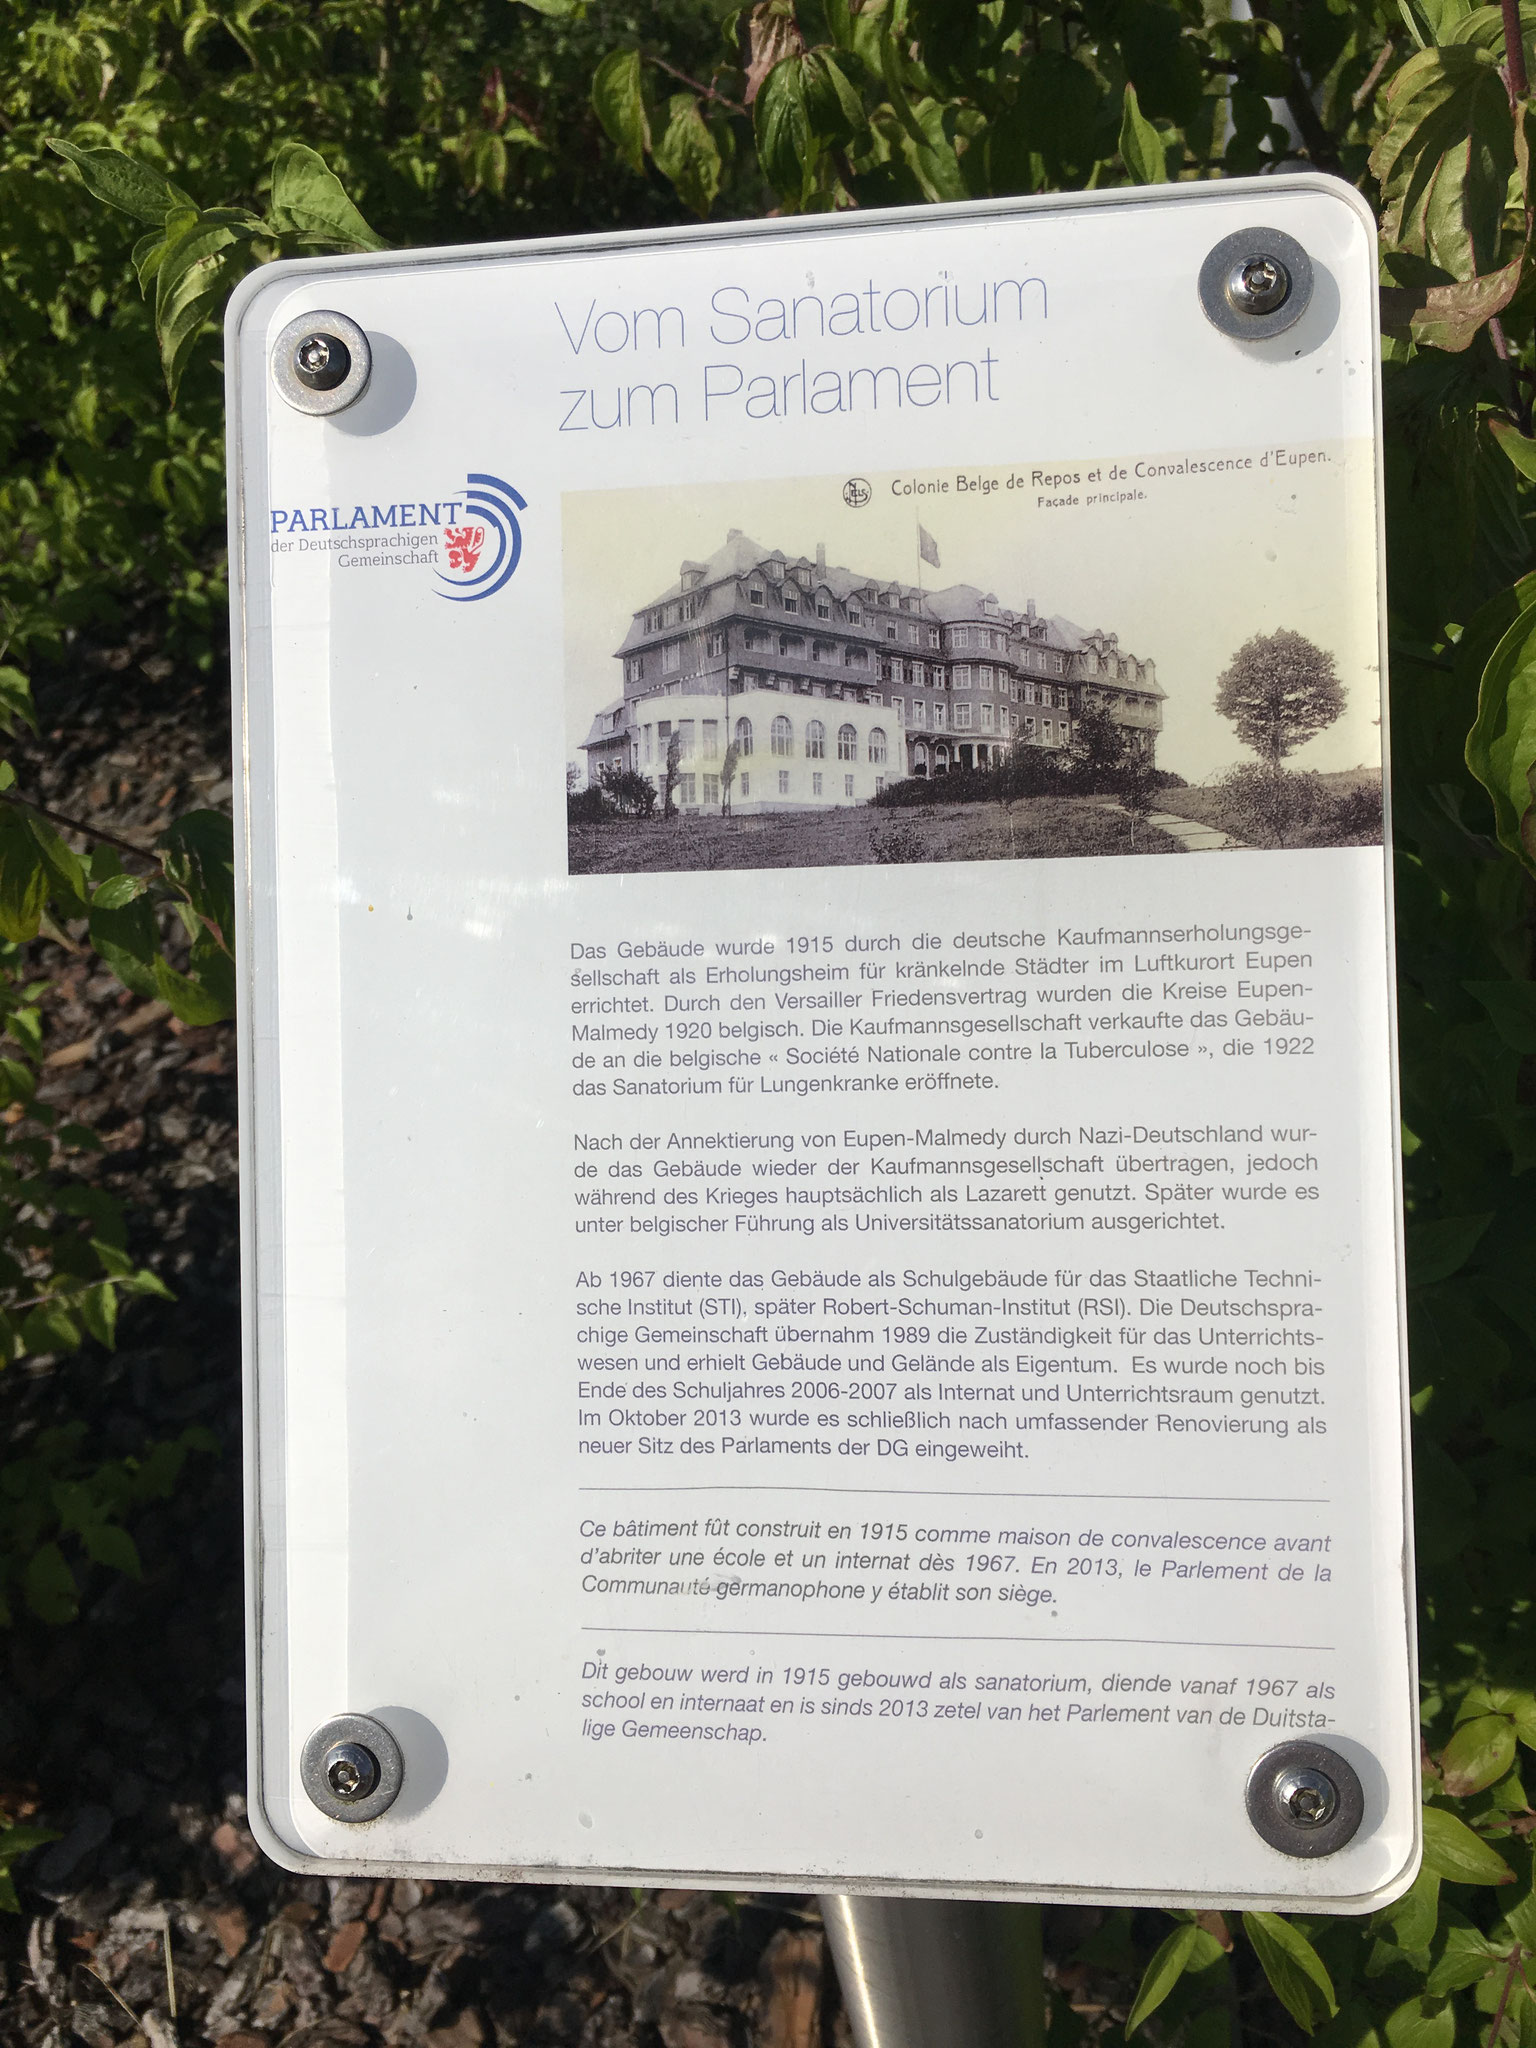 Vom Sanatorium
zum Parlament
PARLAMENT
der Deutschsprachigen
Gemeinschaft
NELS
Colonie Belge de Repos et de Convalescence d'Eupen.
Façade principale.
Das Gebäude wurde 1915 durch die deutsche Kaufmannserholungsge-
sellschaft als Erholungsheim für kränkelnde Städter im Luftkurort Eupen
errichtet. Durch den Versailler Friedensvertrag wurden die Kreise Eupen-
Malmedy 1920 belgisch. Die Kaufmannsgesellschaft verkaufte das Gebäu-
de an die belgische « Société Nationale contre la Tuberculose », die 1922
das Sanatorium für Lungenkranke eröffnete.
Nach der Annektierung von Eupen-Malmedy durch Nazi-Deutschland wur-
de das Gebäude wieder der Kaufmannsgesellschaft übertragen, jedoch
während des Krieges hauptsächlich als Lazarett genutzt. Später wurde es
unter belgischer Führung als Universitätssanatorium ausgerichtet.
Ab 1967 diente das Gebäude als Schulgebäude für das Staatliche Techni-
sche Institut (STI), später Robert-Schuman-Institut (RSI). Die Deutschspra-
chige Gemeinschaft übernahm 1989 die Zuständigkeit für das Unterrichts-
wesen und erhielt Gebäude und Gelände als Eigentum. Es wurde noch bis
Ende des Schuljahres 2006-2007 als Internat und Unterrichtsraum genutzt.
Im Oktober 2013 wurde es schließlich nach umfassender Renovierung als
neuer Sitz des Parlaments der DG eingeweiht.
Ce bâtiment fût construit en 1915 comme maison de convalescence avant
d'abriter une école et un internat dès 1967. En 2013, le Parlement de la
Communauté germanophone y établit son siège.
Dit gebouw werd in 1915 gebouwd als sanatorium, diende vanaf 1967 als
school en internaat en is sinds 2013 zetel van het Parlement van de Duitsta-
lige Gemeenschap.